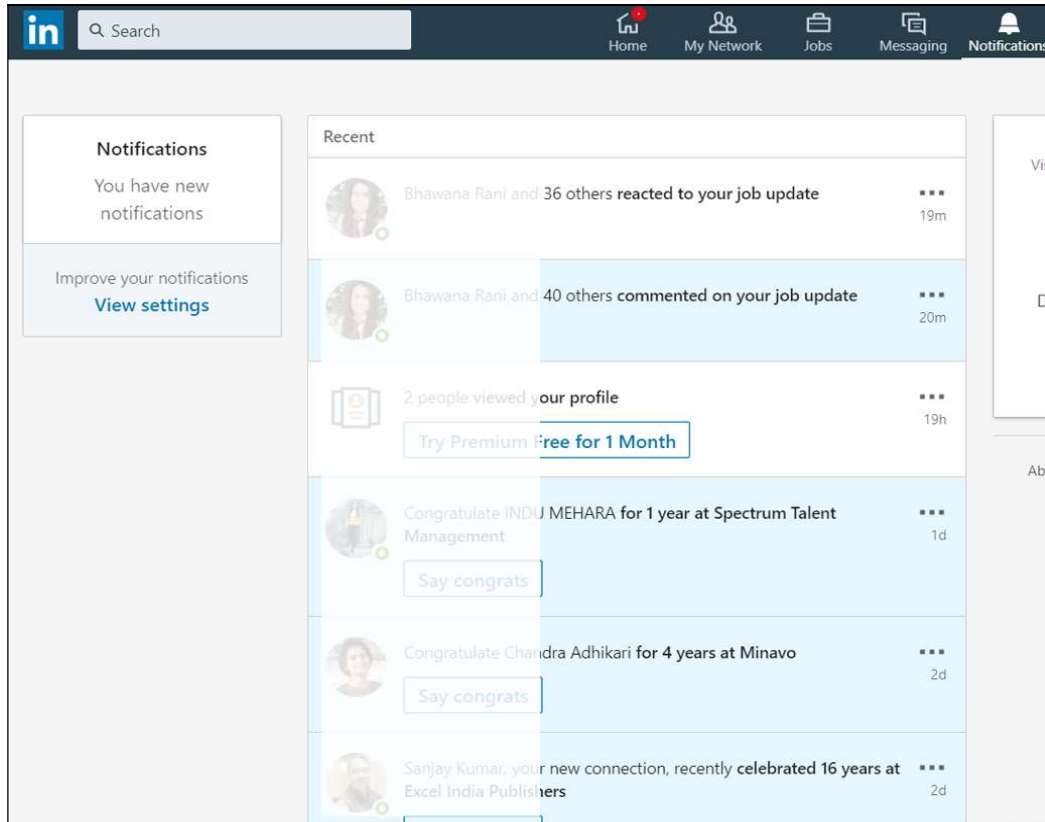 in
Search
Home
My Network
Jobs
Messaging
Notifications
Notifications
You have new
notifications
Improve your notifications
View settings
Recent
Bhawana Rani and 36 others reacted to your job update
19m
Bhawana Rani and 40 others commented on your job update
20m
2 people viewed your profile
19h
Try Premium Free for 1 Month
Congratulate INDU MEHARA for 1 year at Spectrum Talent
Management
1d
Say congrats
Congratulate Chandra Adhikari for 4 years at Minavo
2d
Say congrats
Sanjay Kumar, your new connection, recently celebrated 16 years at
Excel India Publishers
2d
Vi
D
Ab